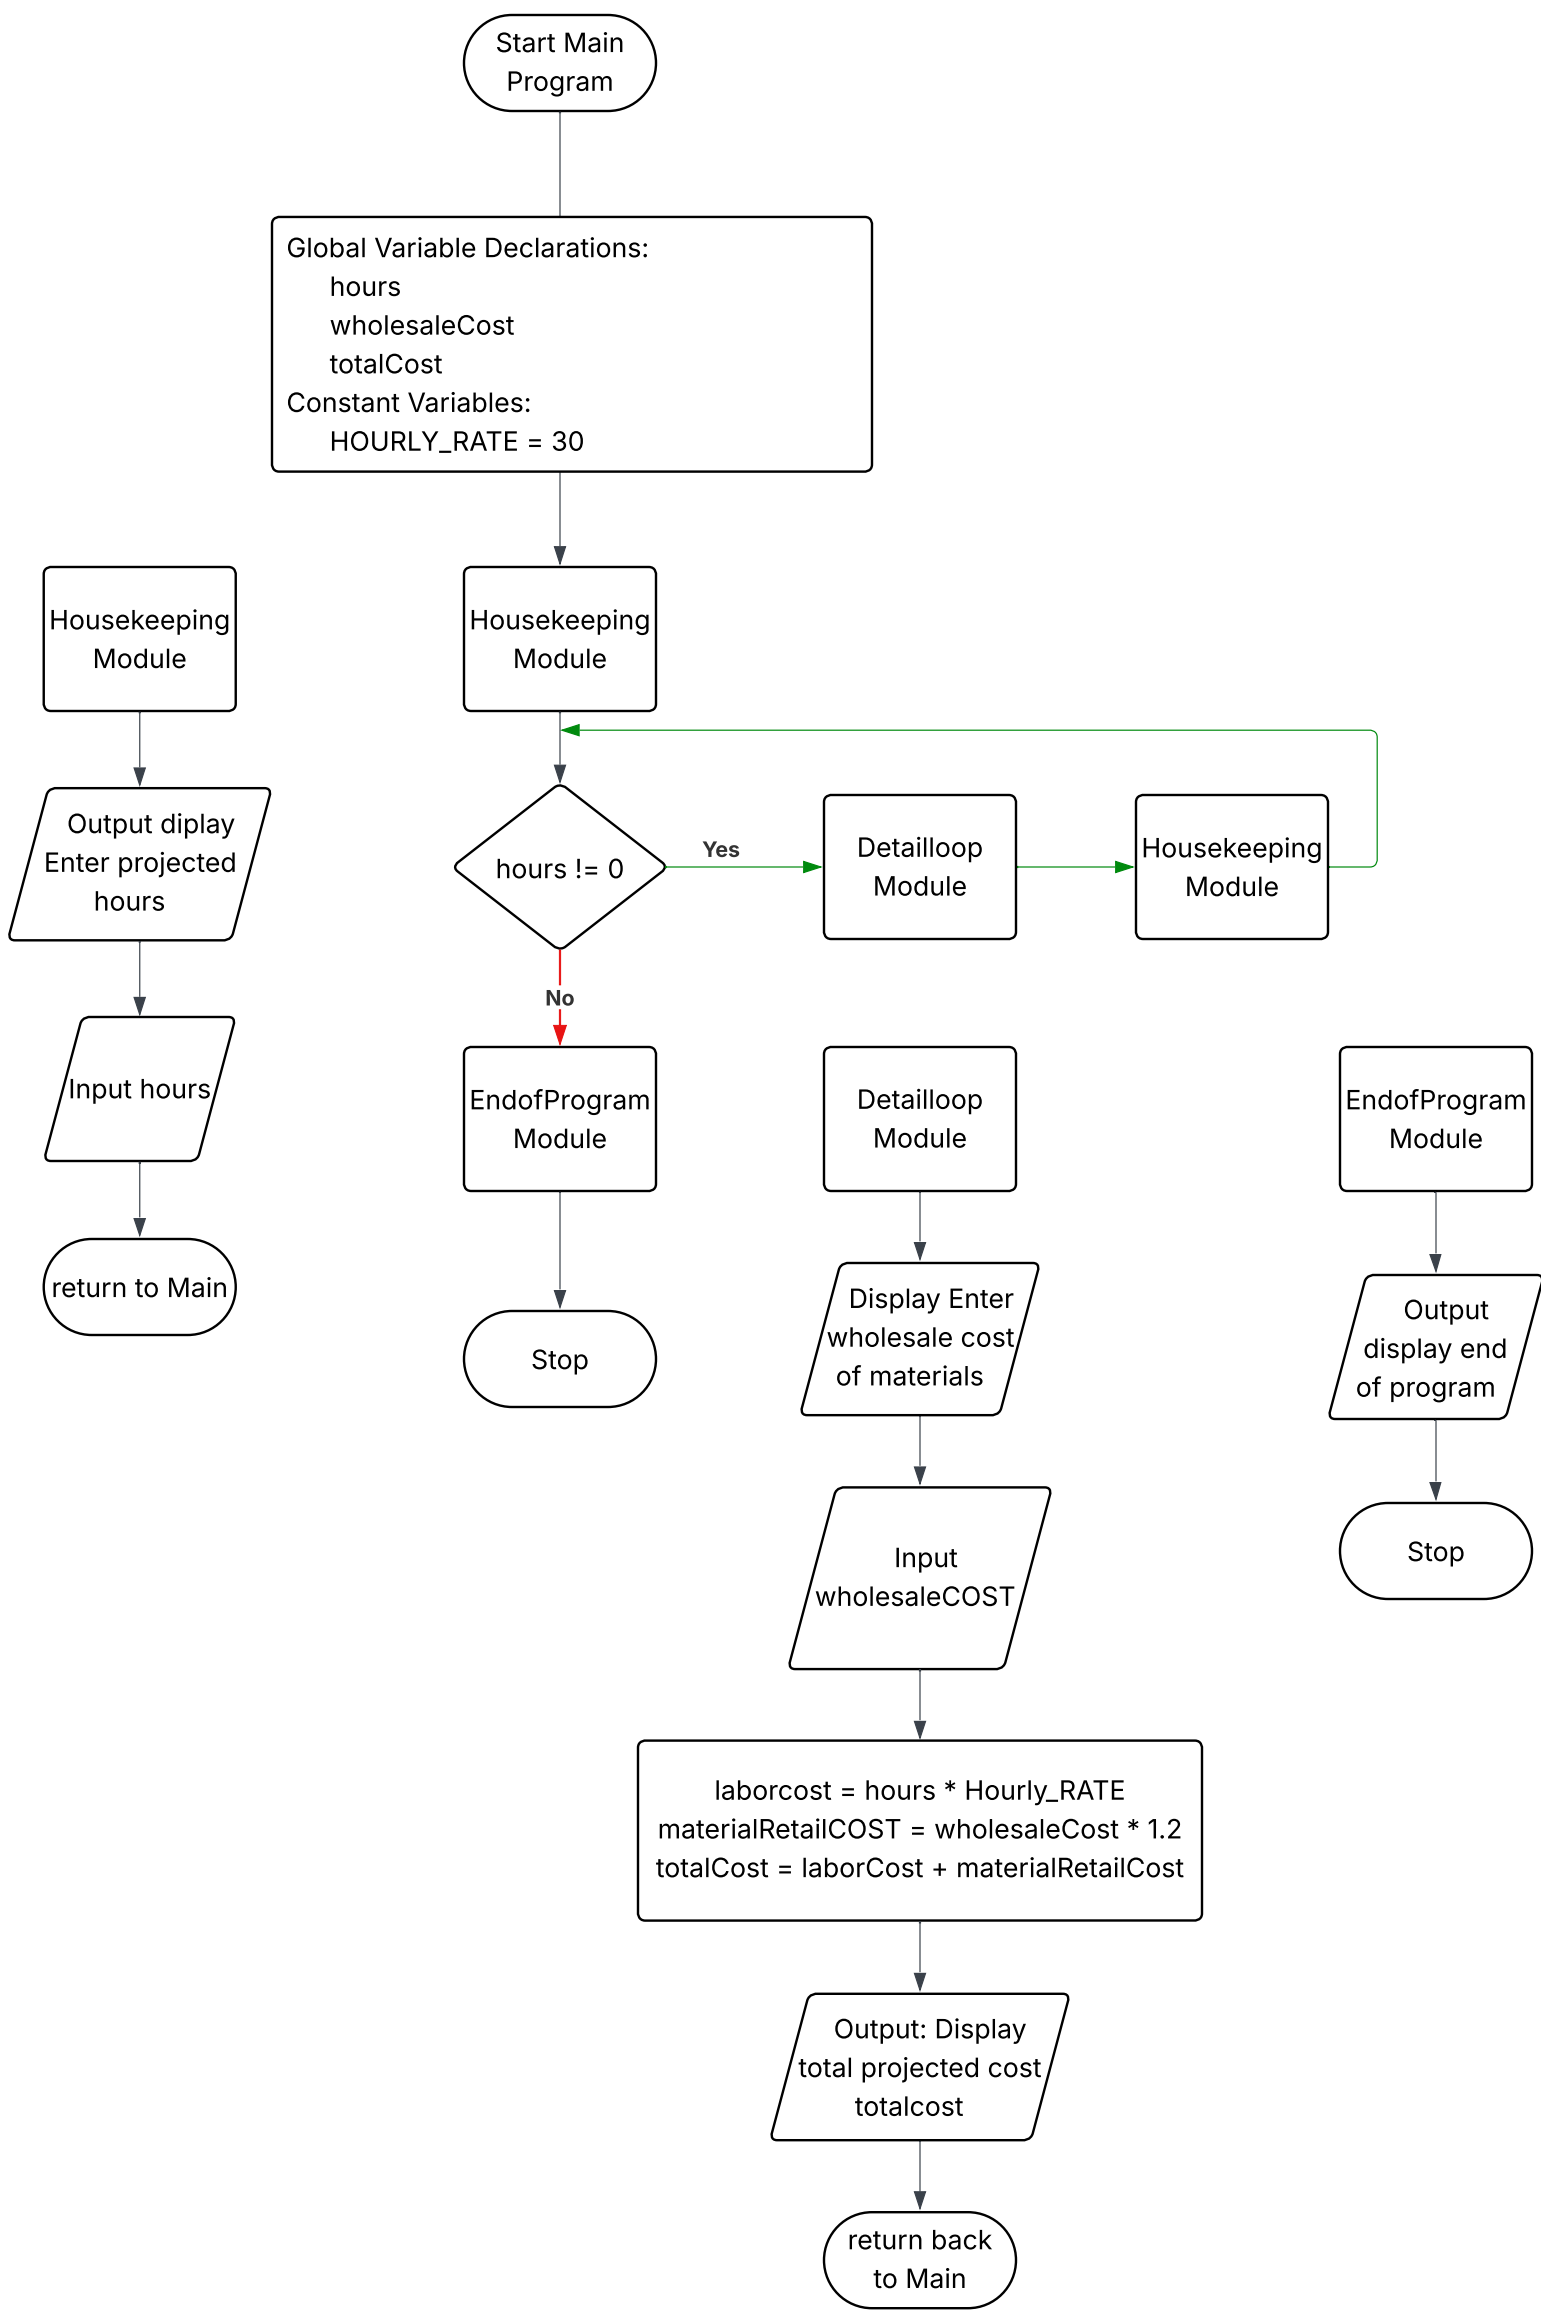 Start Main
Program
Global Variable Declarations:
hours
wholesaleCost
totalCost
Constant Variables:
HOURLY_RATE = 30
Housekeeping
Module
Output diplay
Enter projected
hours
Input hours
return to Main
Housekeeping
Module
hours != 0
Yes
Detailloop
Module
Housekeeping
Module
No
EndofProgram
Module
Stop
Detailloop
Module
Display Enter
wholesale cost
of materials
Input
wholesaleCOST
laborcost = hours * Hourly_RATE
materialRetailCOST = wholesaleCost * 1.2
totalCost = laborCost + materialRetailCost
Output: Display
total projected cost
totalcost
return back
to Main
EndofProgram
Module
Output
display end
of program
Stop